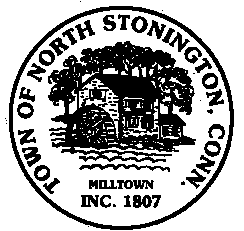 TOWN OF NORTH STONINGTON, CONN.
MILLTOWN
INC. 1807